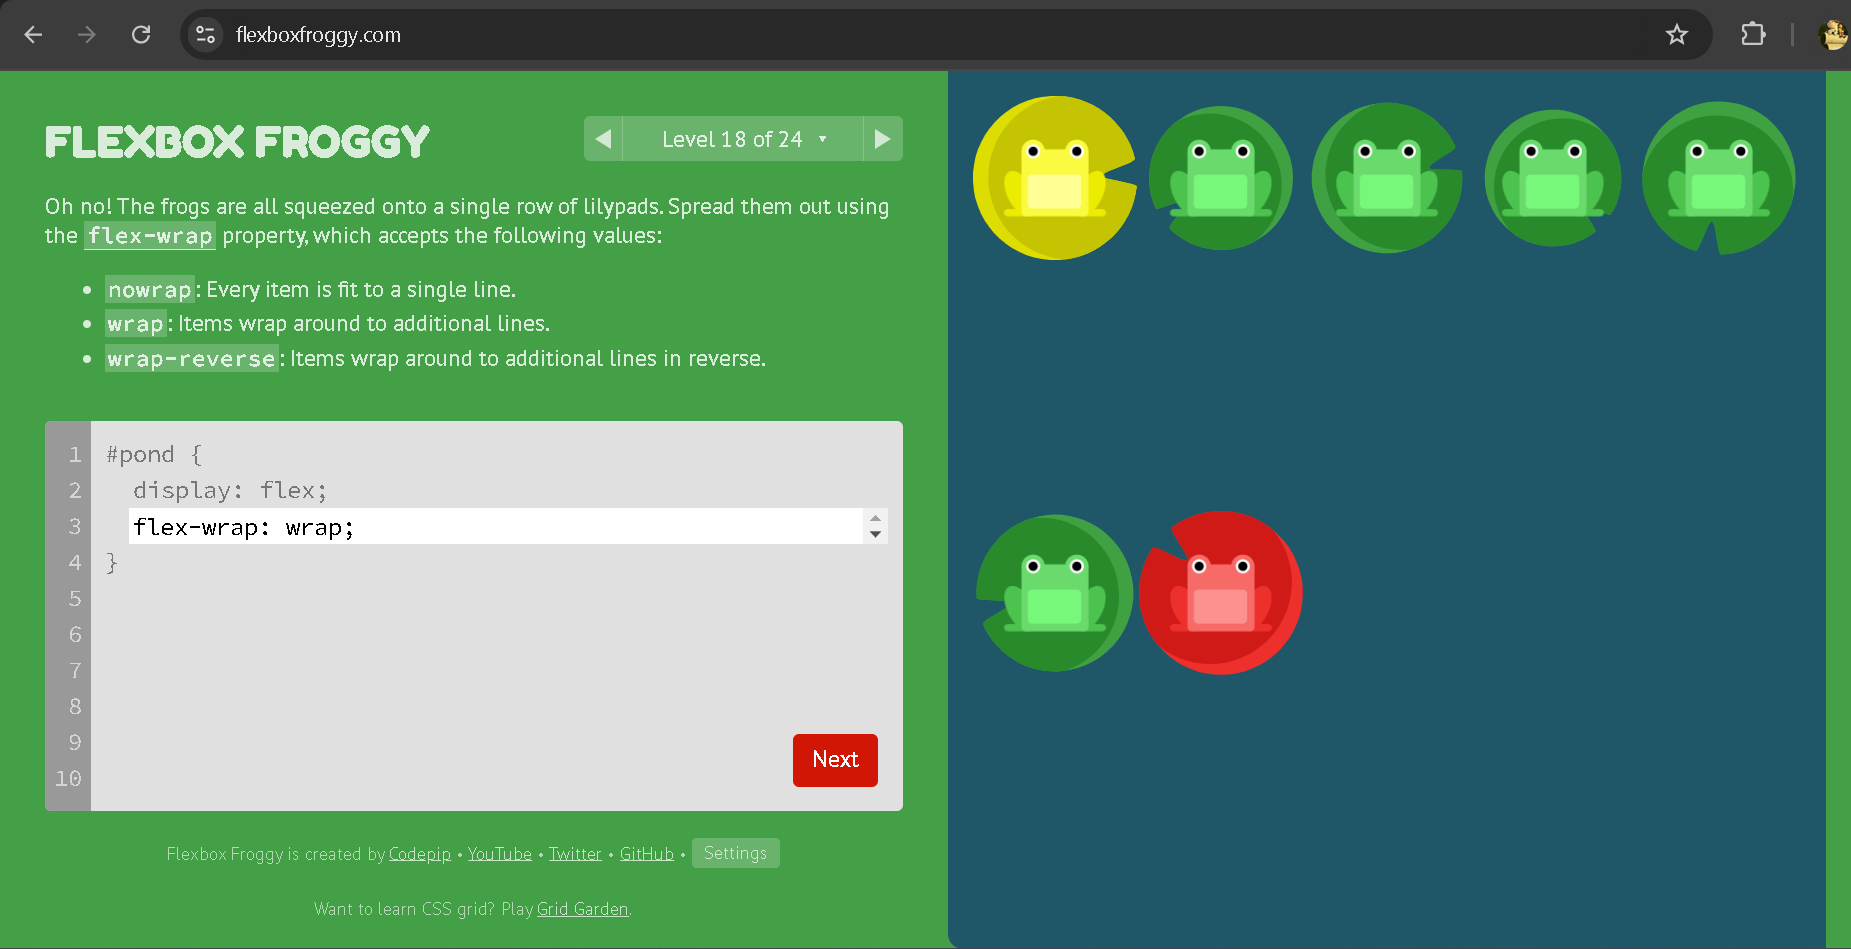 flexboxfroggy.com
FLEXBOX FROGGY
Level 18 of 24
Oh no! The frogs are all squeezed onto a single row of lilypads. Spread them out using
the flex-wrap property, which accepts the following values:
• nowrap: Every item is fit to a single line.
• wrap: Items wrap around to additional lines.
• wrap-reverse: Items wrap around to additional lines in reverse.
1 #pond {
2 display: flex;
3 flex-wrap: wrap;
4 }
5
6
7
8
9
10
Next
Flexbox Froggy is created by Codepip • YouTube • Twitter • GitHub • Settings
Want to learn CSS grid? Play Grid Garden.